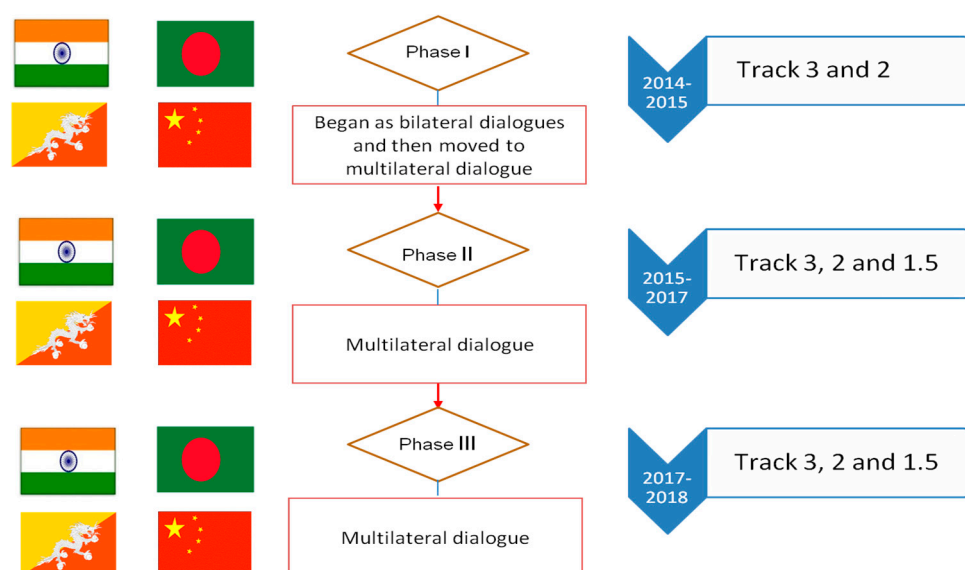 Phase I
2014-
2015
Track 3 and 2
Began as bilateral dialogues
and then moved to
multilateral dialogue
Phase II
2015-
2017
Track 3, 2 and 1.5
Multilateral dialogue
Phase III
2017-
2018
Track 3, 2 and 1.5
Multilateral dialogue